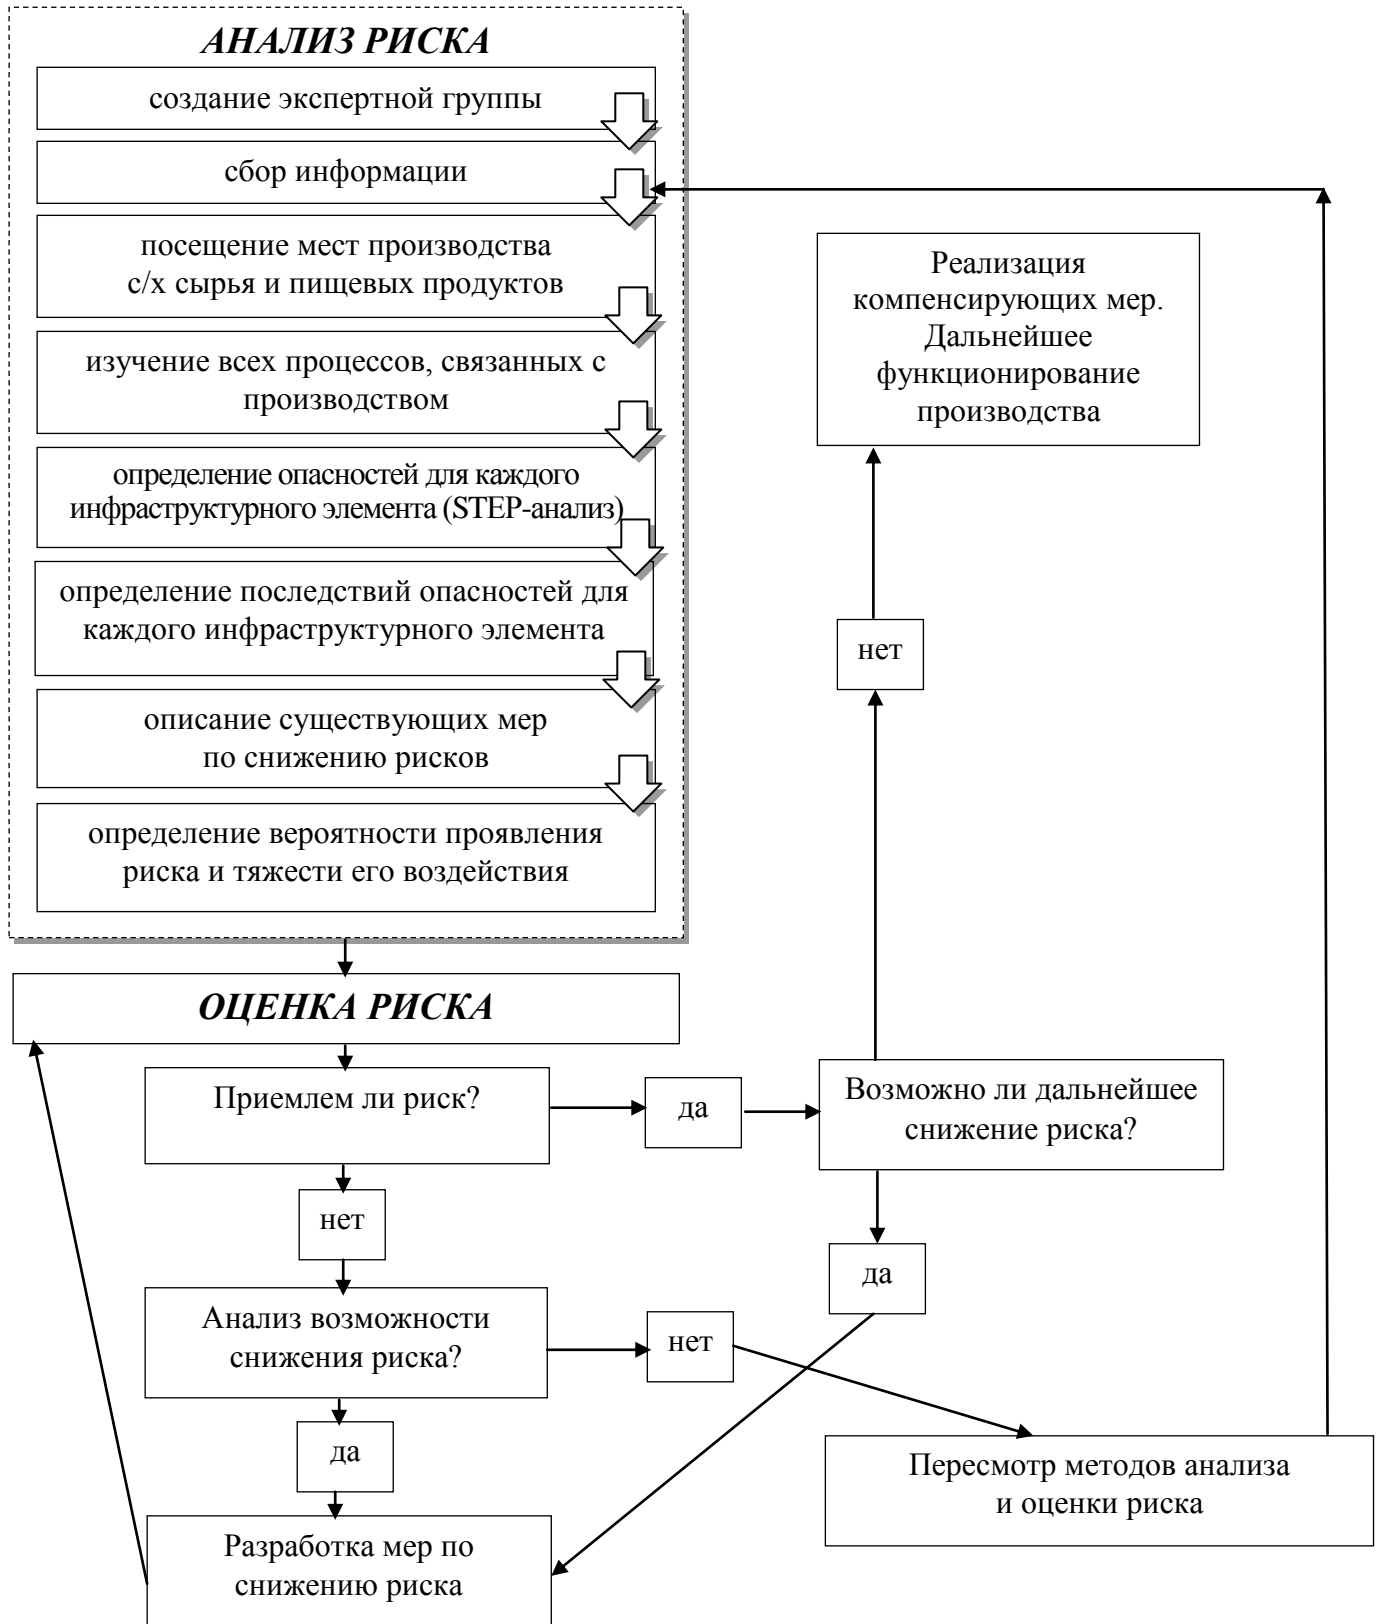 АНАЛИЗ РИСКА
создание экспертной группы
сбор информации
посещение мест производства
с/х сырья и пищевых продуктов
изучение всех процессов, связанных с
производством
определение опасностей для каждого
инфраструктурного элемента (STEP-анализ)
определение последствий опасностей для
каждого инфраструктурного элемента
описание существующих мер
по снижению рисков
определение вероятности проявления
риска и тяжести его воздействия
Реализация
компенсирующих мер.
Дальнейшее
функционирование
производства
нет
ОЦЕНКА РИСКА
Приемлем ли риск?
да
Возможно ли дальнейшее
снижение риска?
нет
да
Анализ возможности
снижения риска?
нет
да
Пересмотр методов анализа
и оценки риска
Разработка мер по
снижению риска